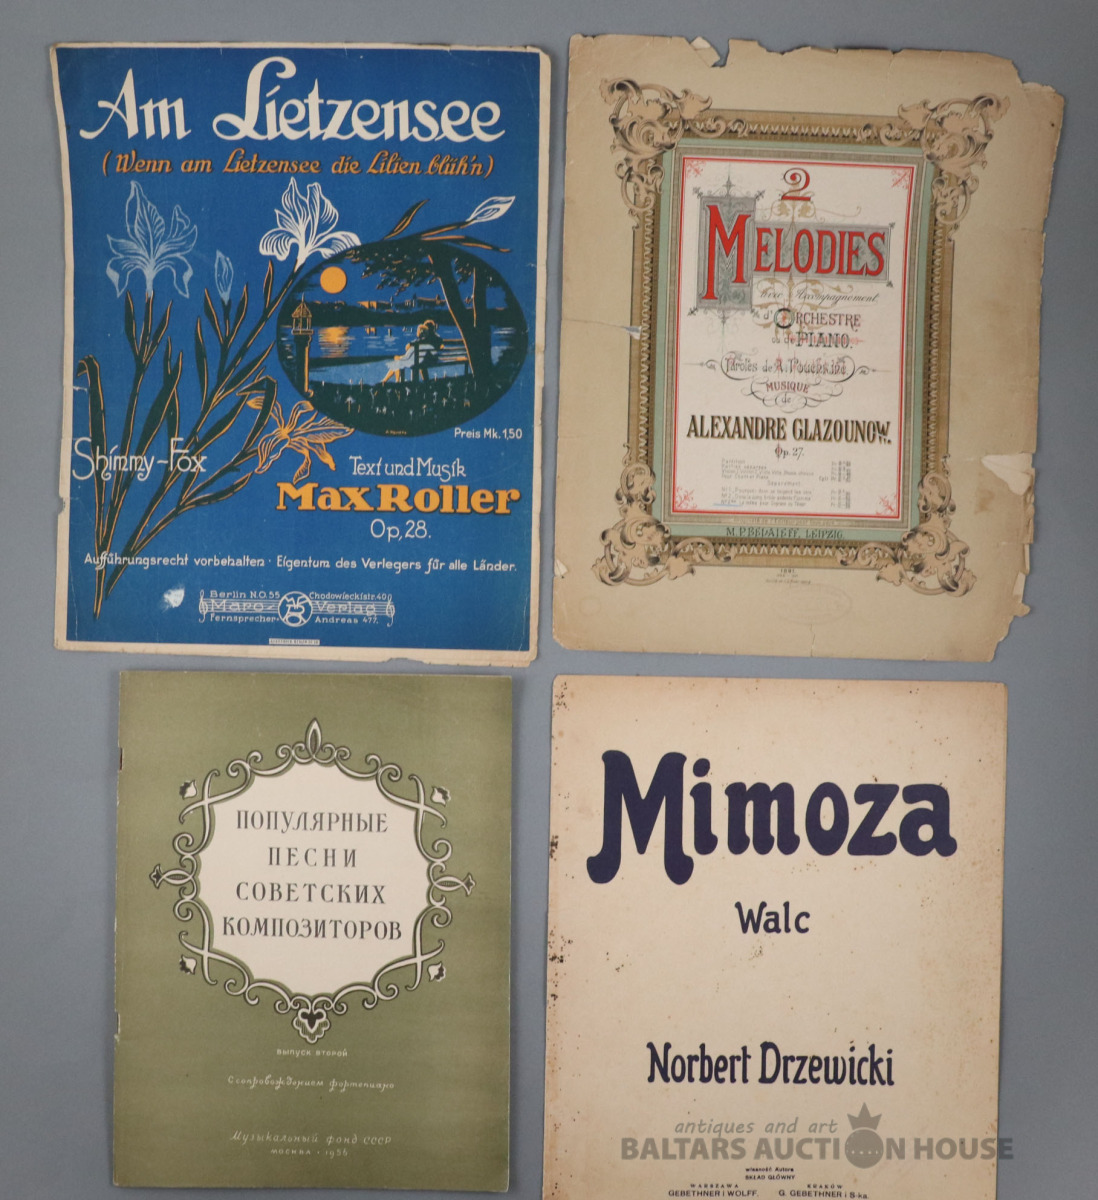 Am Lietzensee
(Wenn am Lietzensee die Lilien blüh'n)
Preis Mk. 1,50
Shimmy-Fox
Text und Musik
Max Roller
Op. 28.
Aufführungsrecht vorbehalten · Eigentum des Verlegers für alle Länder.
Berlin N.O. 55 Chodowieckistr. 40
Maro Verlag
Fernsprecher: Andreas 477.
2
MELODIES
Avec Accompagnement
d'ORCHESTRE
ou de PIANO.
Paroles de A.
MUSIQUE
de
ALEXANDRE GLAZOUNOW.
Op. 27.
M.P. BELAIEFF, LEIPZIG.
ПОПУЛЯРНЫЕ
ПЕСНИ
СОВЕТСКИХ
КОМПОЗИТОРОВ
ВЫПУСК ВТОРОЙ
С сопровождением фортепиано
Музыкальный фонд СССР
МОСКВА · 1956
Mimoza
Walc
Norbert Drzewicki
antiques and art
BALTARS AUCTION HOUSE
własność Autora
SKŁAD GŁÓWNY
WARSZAWA KRAKÓW
GEBETHNER i WOLFF. G. GEBETHNER i S-ka.